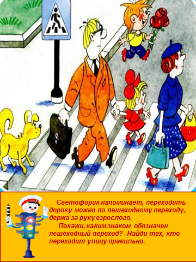 Светофорик напоминает, переходить
дорогу можно по пешеходному переходу,
держа за руку взрослого.
Покажи, каким знаком обозначен
пешеходный переход? Найди тех, кто
переходит улицу правильно.